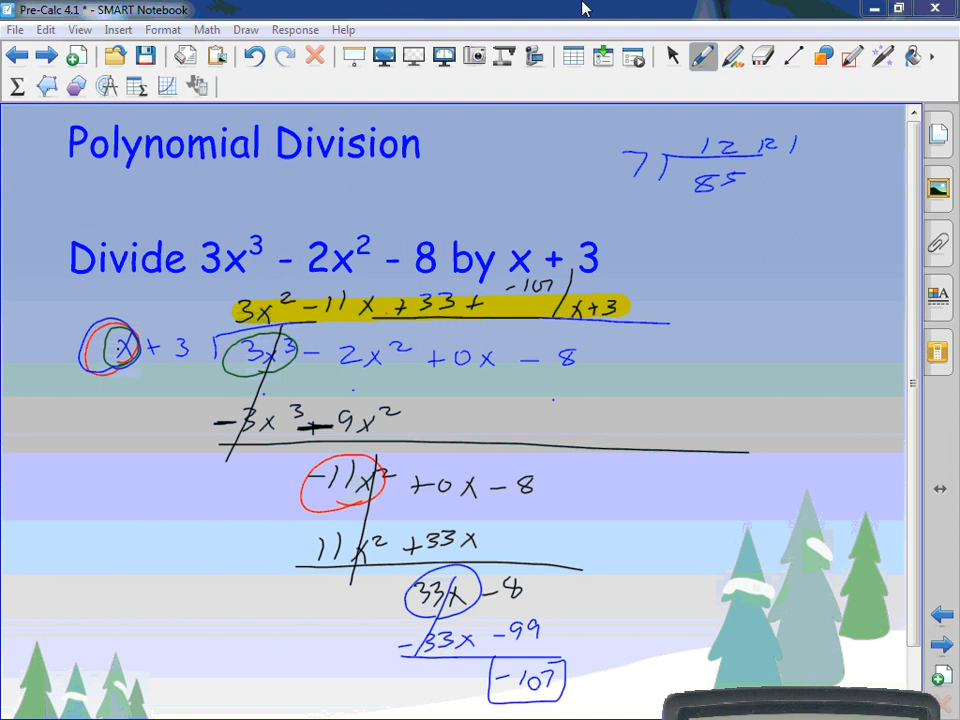 Pre-Calc 4.1 * - SMART Notebook
File Edit View Insert Format Math Draw Response Help
Polynomial Division
12 R1
7) 85
Divide 3x³ - 2x² - 8 by x + 3
3x² - 11x + 33 + -107/x+3
x + 3 ) 3x³ - 2x² + 0x - 8
-3x³ - 9x²
-11x² + 0x - 8
11x² + 33x
33x - 8
-33x - 99
-107